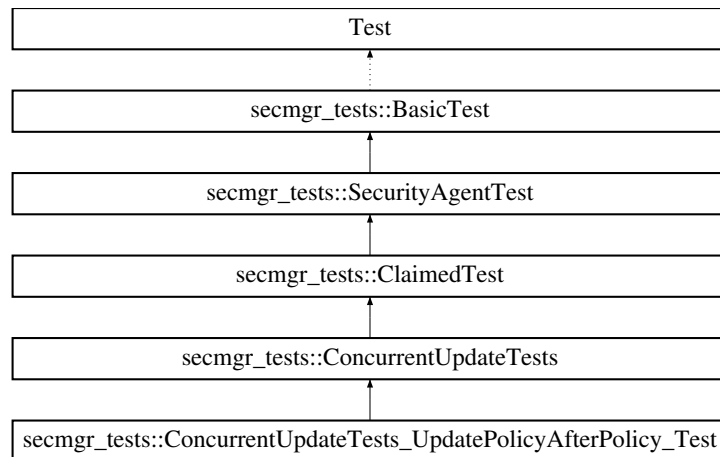 Test
secmgr_tests::BasicTest
secmgr_tests::SecurityAgentTest
secmgr_tests::ClaimedTest
secmgr_tests::ConcurrentUpdateTests
secmgr_tests::ConcurrentUpdateTests_UpdatePolicyAfterPolicy_Test